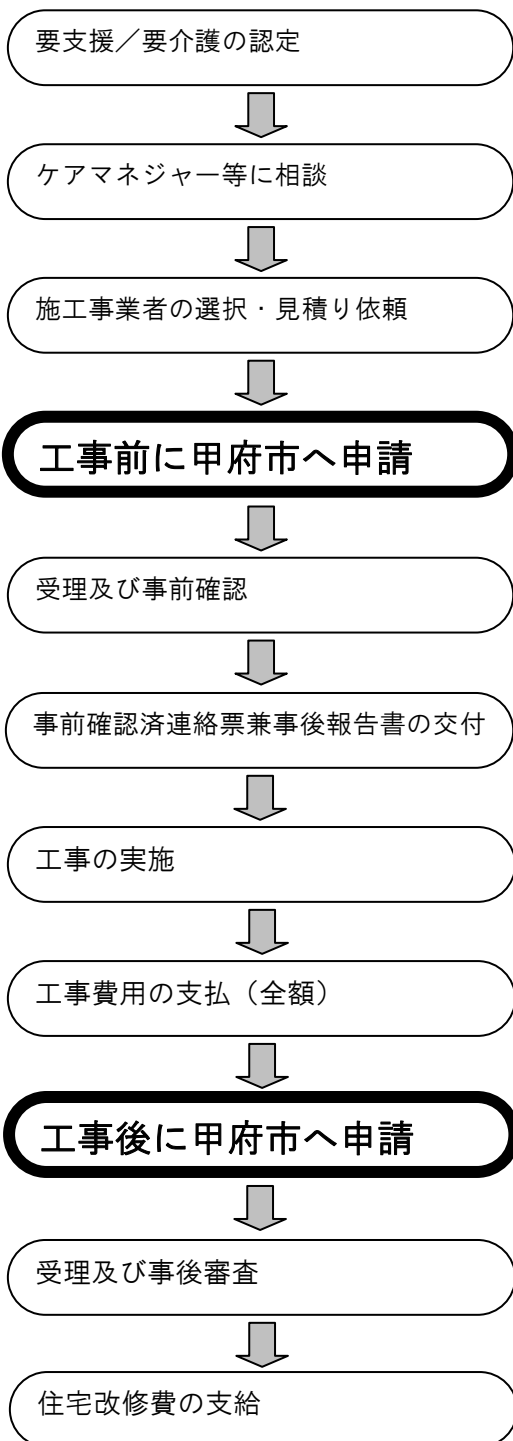 要支援／要介護の認定
ケアマネジャー等に相談
施工事業者の選択・見積り依頼
工事前に甲府市へ申請
受理及び事前確認
事前確認済連絡票兼事後報告書の交付
工事の実施
工事費用の支払（全額）
工事後に甲府市へ申請
受理及び事後審査
住宅改修費の支給